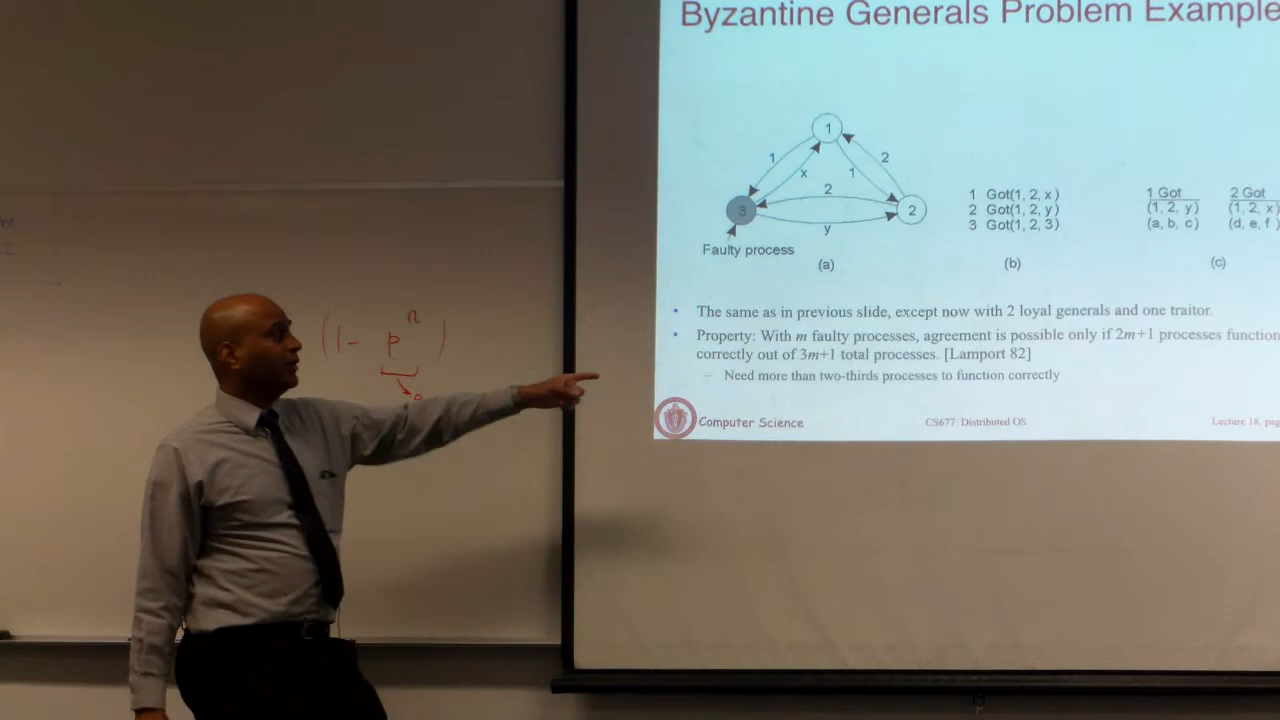 Byzantine Generals Problem Example
1
1
x
1
2
2
3
2
y
Faulty process
(a)
1 Got(1, 2, x )
2 Got(1, 2, y )
3 Got(1, 2, 3)
(b)
1 Got
(1, 2, y )
(a, b, c )
2 Got
(1, 2, x )
(d, e, f )
(c)
• The same as in previous slide, except now with 2 loyal generals and one traitor.
• Property: With m faulty processes, agreement is possible only if 2m+1 processes function
correctly out of 3m+1 total processes. [Lamport 82]
– Need more than two-thirds processes to function correctly
Computer Science
CS677: Distributed OS
Lecture 18,
(1 - pⁿ)